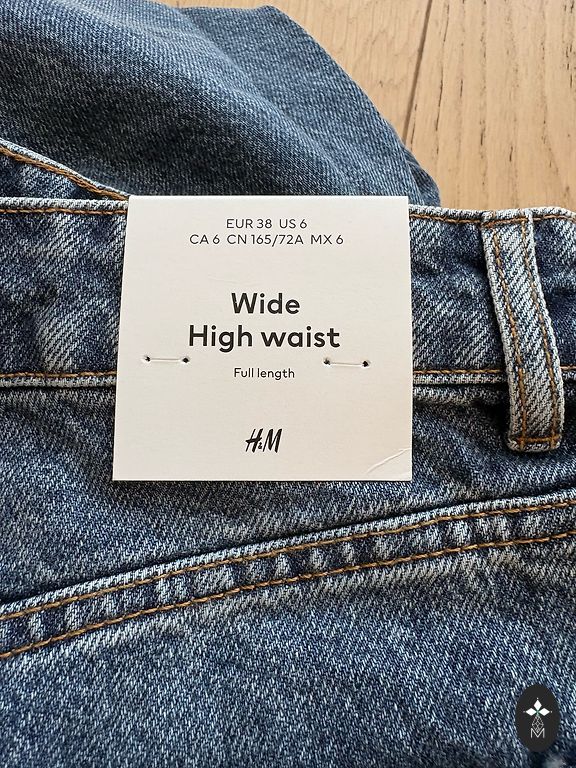 EUR 38 US 6
CA 6 CN 165/72A MX 6
Wide
High waist
Full length
H&M
M